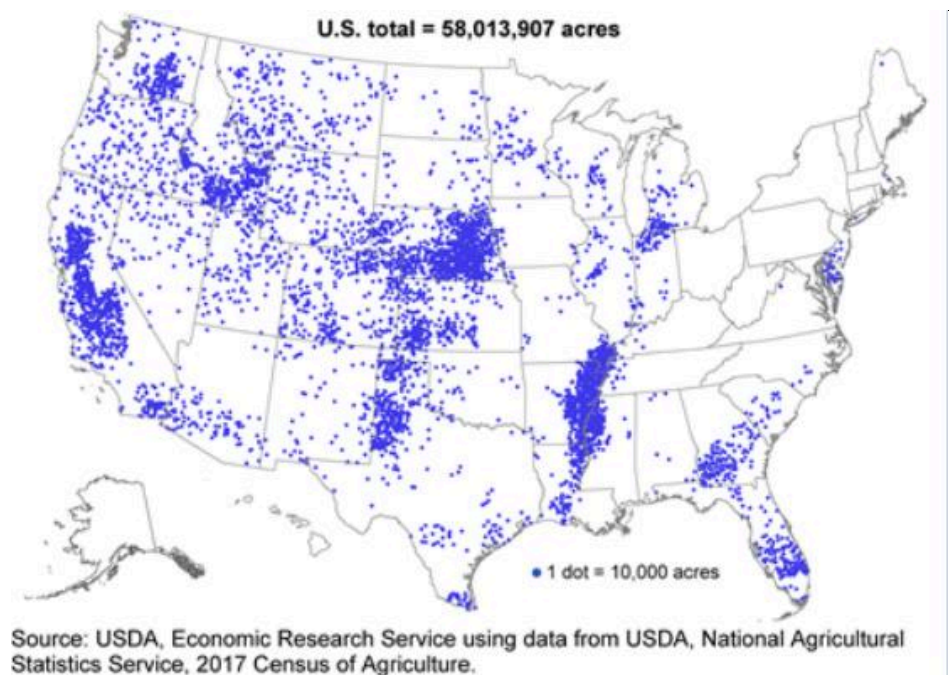 U.S. total = 58,013,907 acres
1 dot = 10,000 acres
Source: USDA, Economic Research Service using data from USDA, National Agricultural
Statistics Service, 2017 Census of Agriculture.